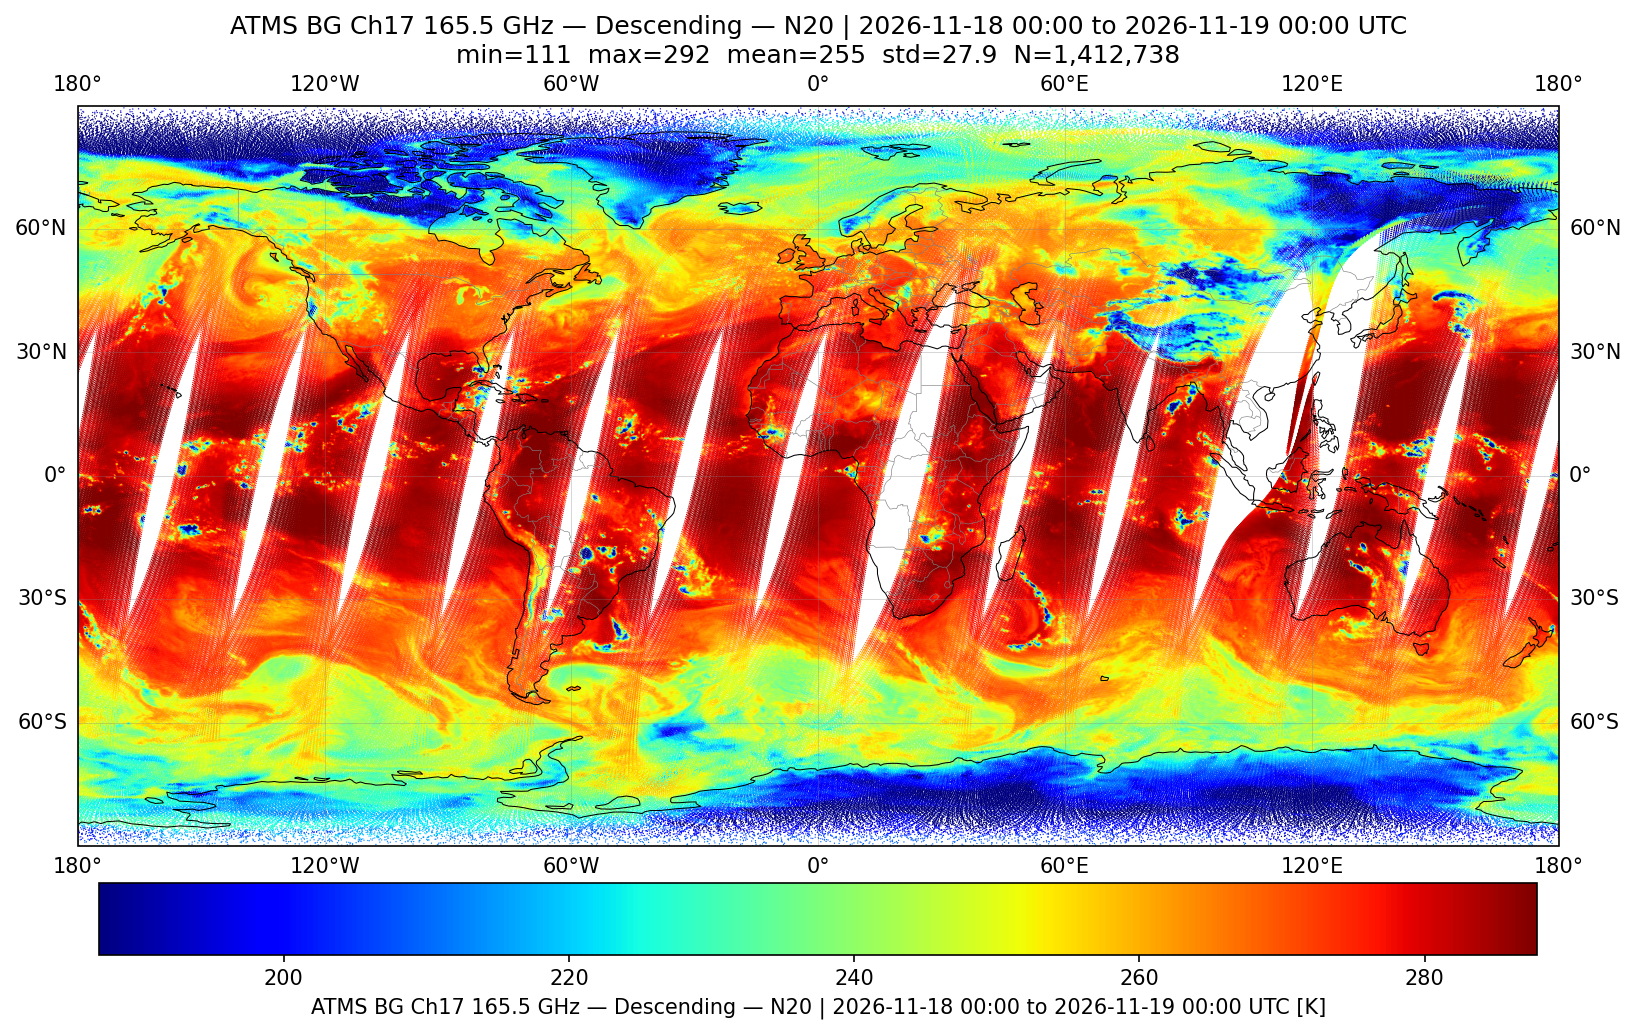 ATMS BG Ch17 165.5 GHz — Descending — N20 | 2026-11-18 00:00 to 2026-11-19 00:00 UTC
min=111 max=292 mean=255 std=27.9 N=1,412,738
180° 120°W 60°W 0° 60°E 120°E 180°
60°N 60°N
30°N 30°N
0° 0°
30°S 30°S
60°S 60°S
180° 120°W 60°W 0° 60°E 120°E 180°
200 220 240 260 280
ATMS BG Ch17 165.5 GHz — Descending — N20 | 2026-11-18 00:00 to 2026-11-19 00:00 UTC [K]